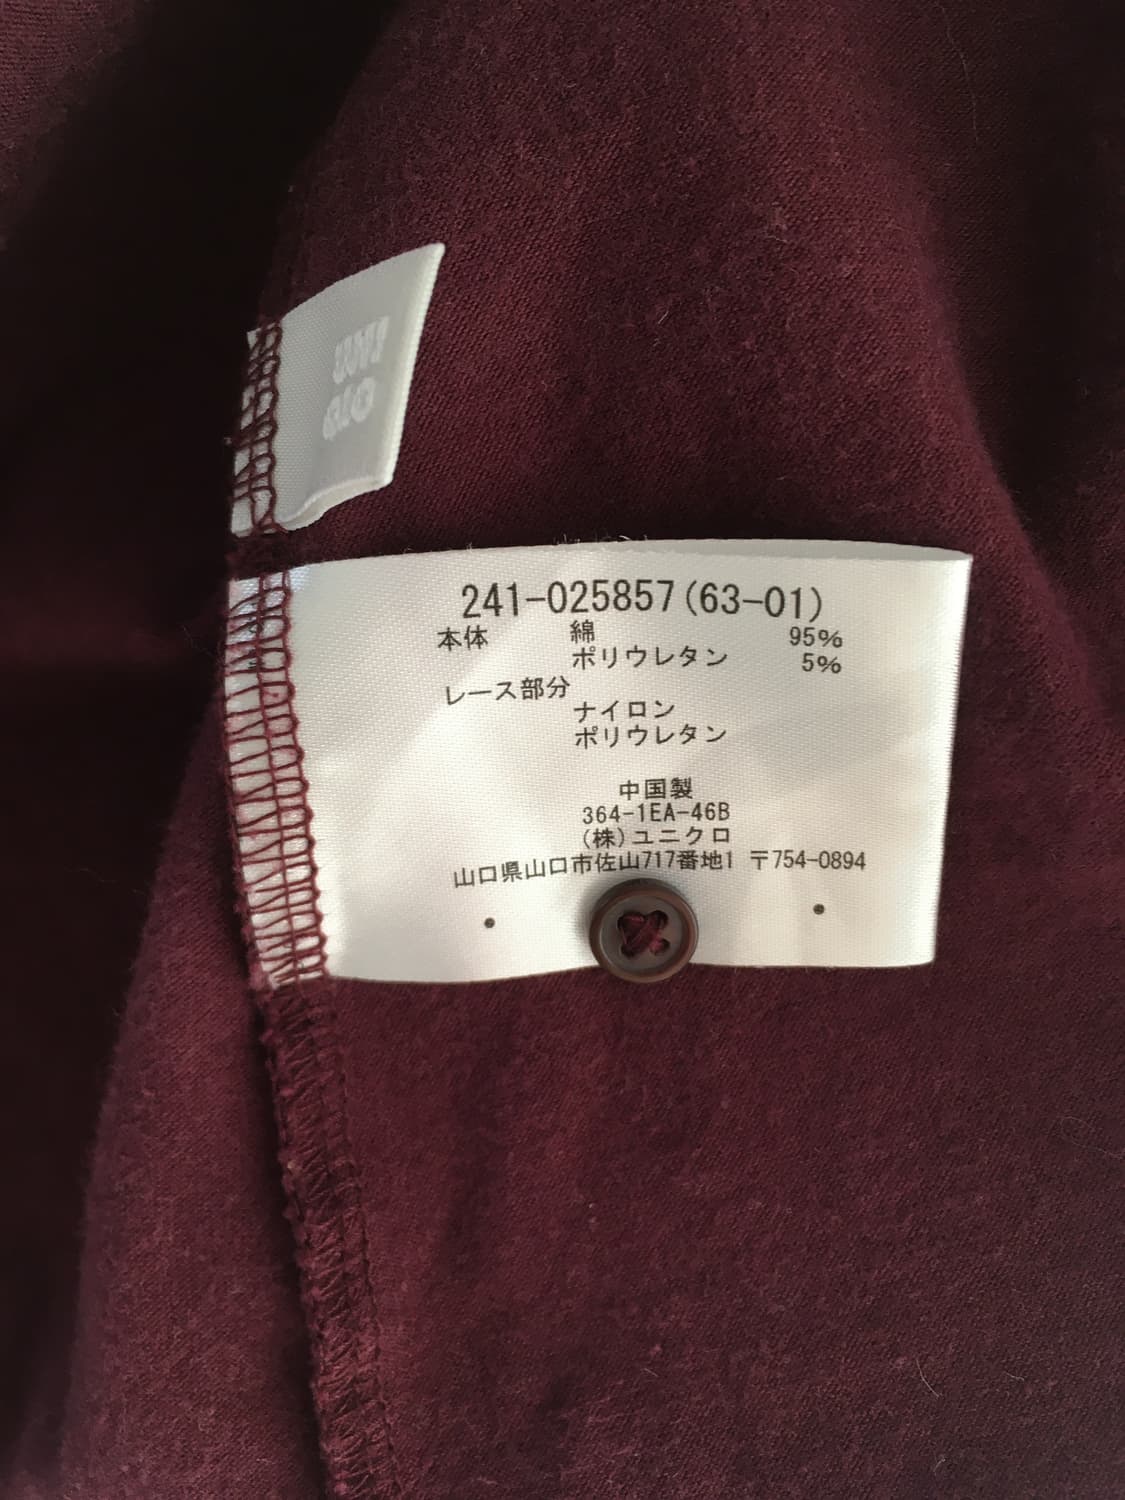 UNI
QLO
241-025857(63-01)
本体 綿 95%
ポリウレタン 5%
レース部分
ナイロン
ポリウレタン
中国製
364-1EA-46B
(株)ユニクロ
山口県山口市佐山717番地1 〒754-0894